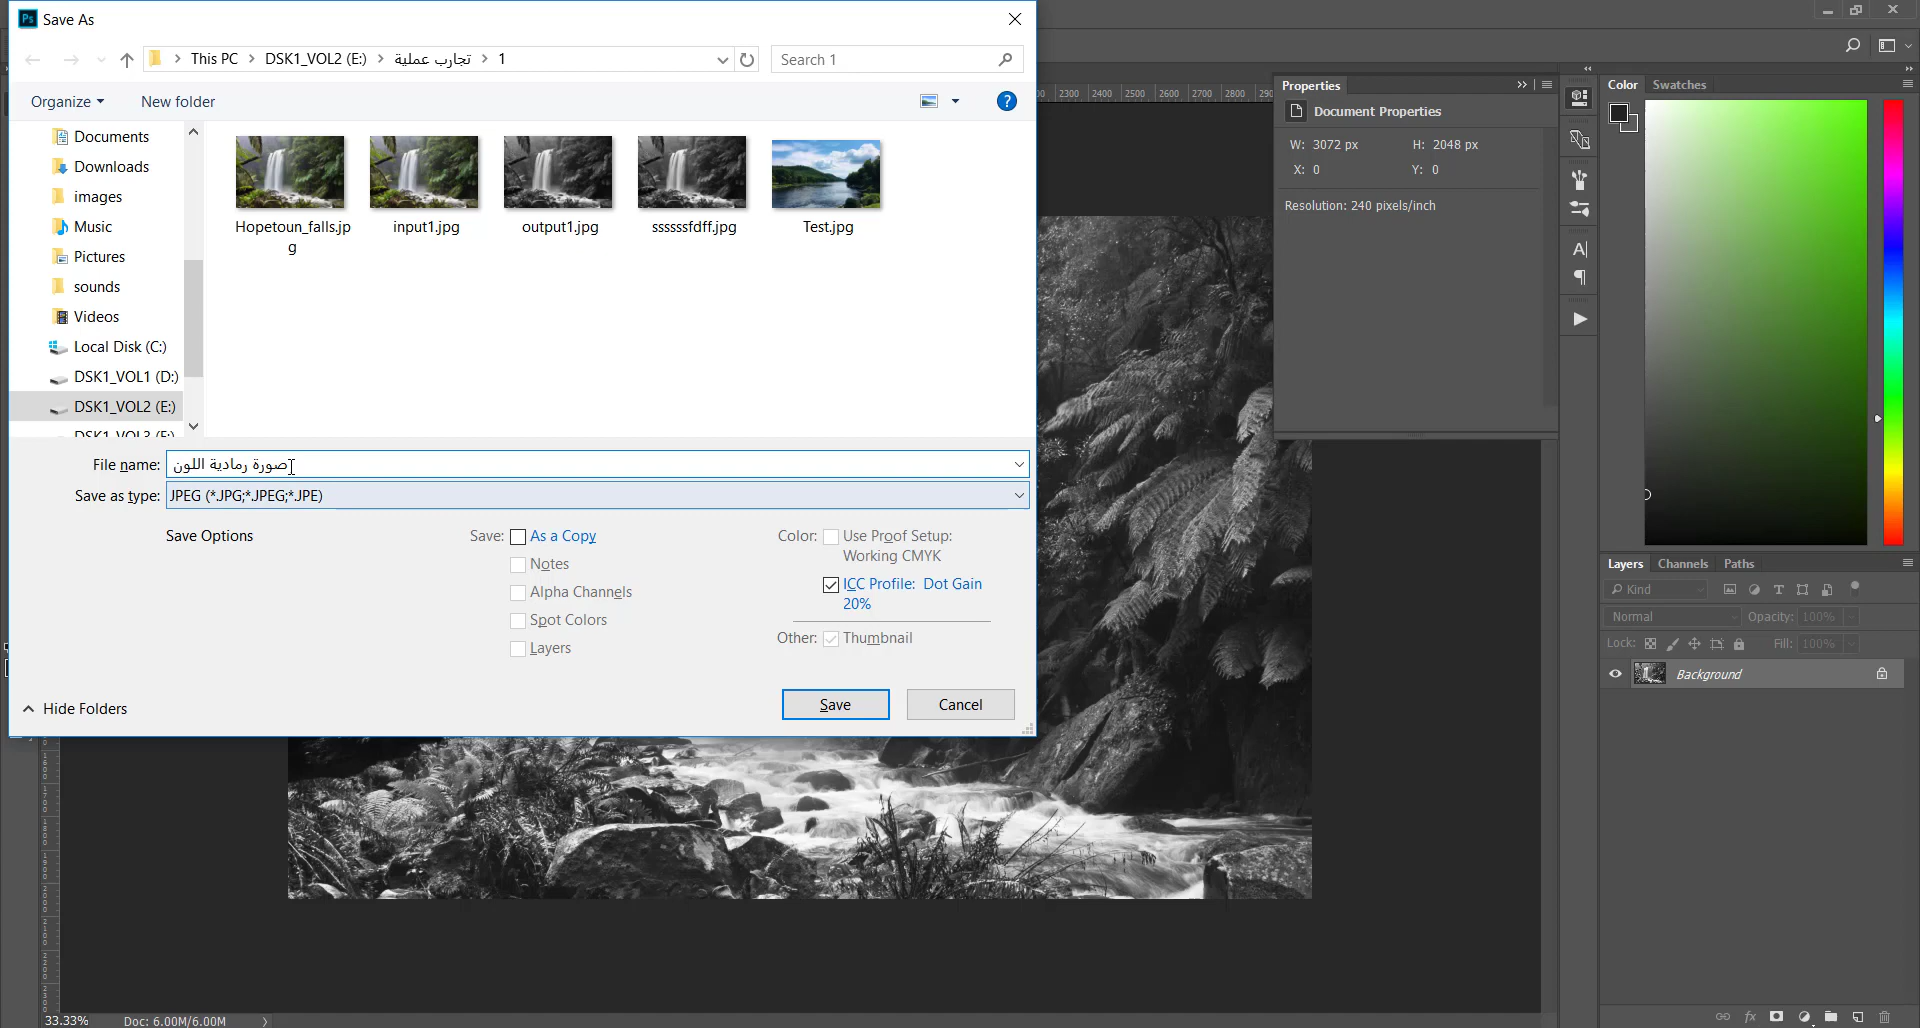 Save As
This PC > DSK1_VOL2 (E:) > تجارب عملية > 1
Search 1
Organize
New folder
Documents
Downloads
images
Music
Pictures
sounds
Videos
Local Disk (C:)
DSK1_VOL1 (D:)
DSK1_VOL2 (E:)
Hopetoun_falls.jp
g
input1.jpg
output1.jpg
ssssssfdff.jpg
Test.jpg
File name: صورة رمادية اللون
Save as type: JPEG (*.JPG;*.JPEG;*.JPE)
Save Options
Save: As a Copy
Notes
Alpha Channels
Spot Colors
Layers
Color: Use Proof Setup:
Working CMYK
ICC Profile: Dot Gain
20%
Other: Thumbnail
Hide Folders
Save
Cancel
2300 2400 2500 2600 2700 2800
Properties
Document Properties
W: 3072 px H: 2048 px
X: 0 Y: 0
Resolution: 240 pixels/inch
Color Swatches
Layers Channels Paths
Kind
Normal Opacity: 100%
Lock: Fill: 100%
Background
33.33% Doc: 6.00M/6.00M